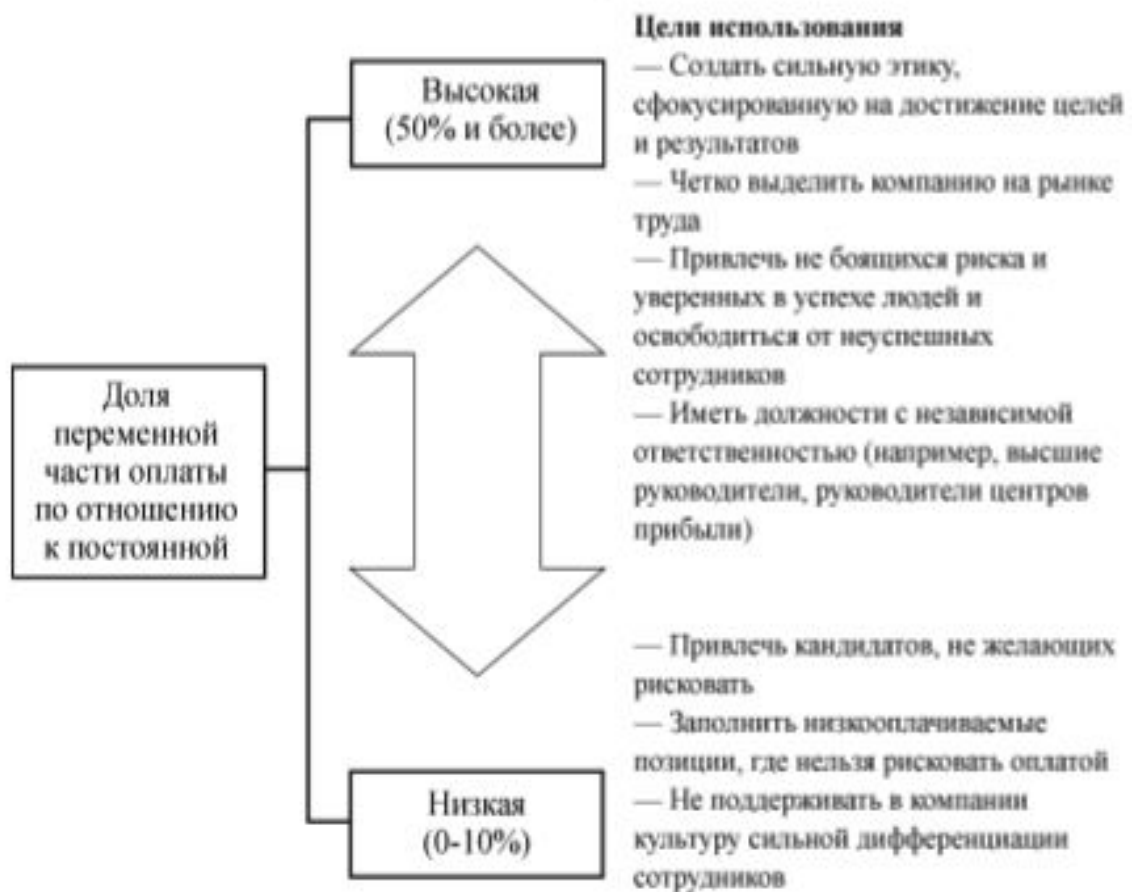 Доля
переменной
части оплаты
по отношению
к постоянной
Высокая
(50% и более)
Цели использования
— Создать сильную этику,
сфокусированную на достижение целей
и результатов
— Четко выделить компанию на рынке
труда
— Привлечь не боящихся риска и
уверенных в успехе людей и
освободиться от неуспешных
сотрудников
— Иметь должности с независимой
ответственностью (например, высшие
руководители, руководители центров
прибыли)
Низкая
(0-10%)
— Привлечь кандидатов, не желающих
рисковать
— Заполнить низкооплачиваемые
позиции, где нельзя рисковать оплатой
— Не поддерживать в компании
культуру сильной дифференциации
сотрудников